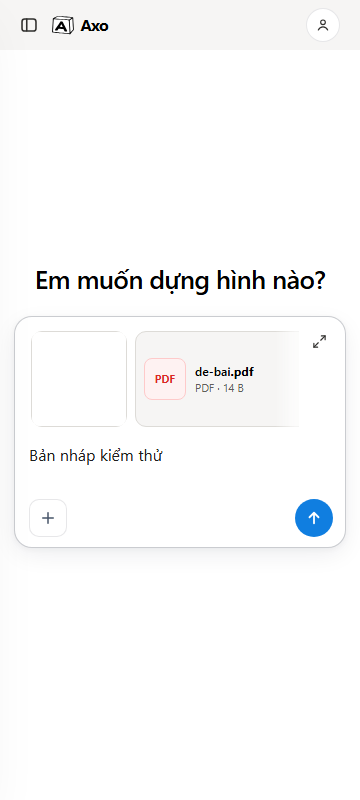 Axo
Em muốn dựng hình nào?
PDF
de-bai.pdf
PDF · 14 B
Bản nháp kiểm thử